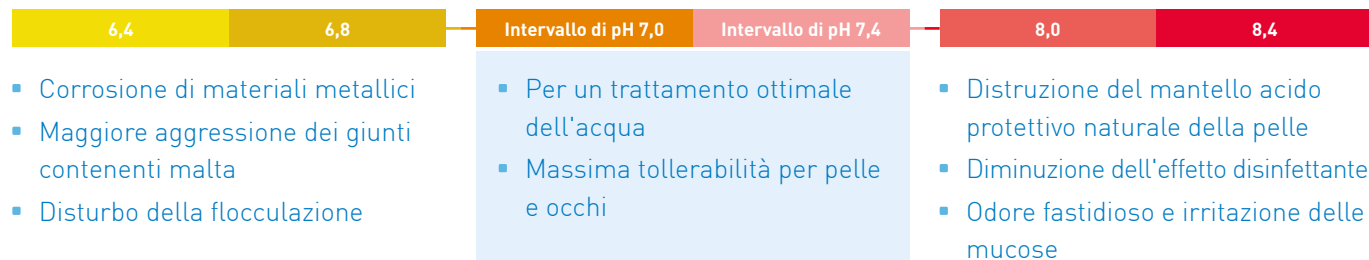 6,4
6,8
Intervallo di pH 7,0
Intervallo di pH 7,4
8,0
8,4
▪ Corrosione di materiali metallici
▪ Maggiore aggressione dei giunti
contenenti malta
▪ Disturbo della flocculazione
▪ Per un trattamento ottimale
dell'acqua
▪ Massima tollerabilità per pelle
e occhi
▪ Distruzione del mantello acido
protettivo naturale della pelle
▪ Diminuzione dell'effetto disinfettante
▪ Odore fastidioso e irritazione delle
mucose